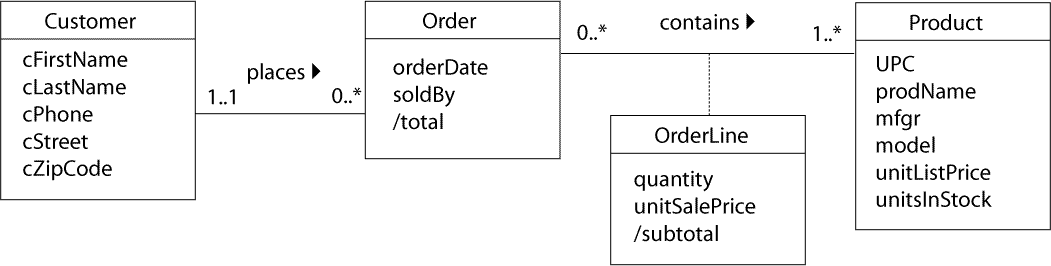 Customer
cFirstName
cLastName
cPhone
cStreet
cZipCode
places
1..1
0..*
Order
orderDate
soldBy
/total
0..*
contains
1..*
OrderLine
quantity
unitSalePrice
/subtotal
Product
UPC
prodName
mfgr
model
unitListPrice
unitsInStock